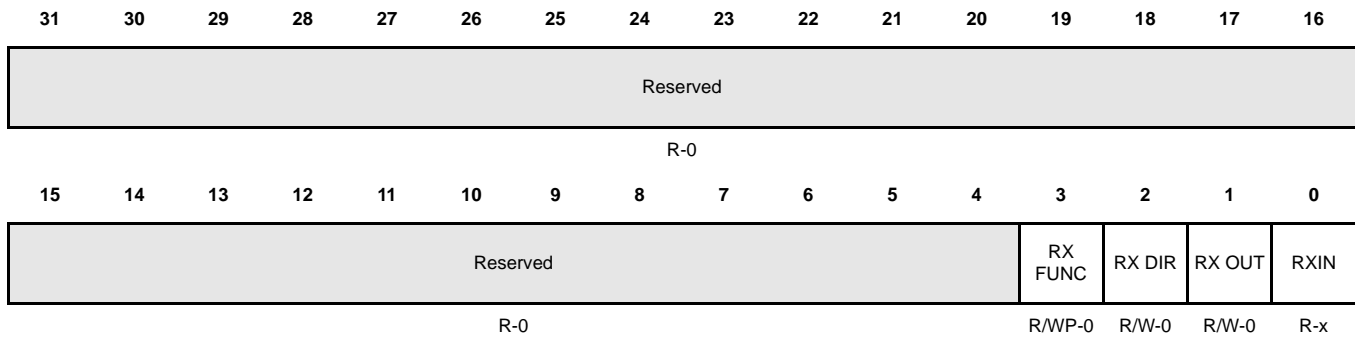 31 30 29 28 27 26 25 24 23 22 21 20 19 18 17 16
Reserved
R-0
15 14 13 12 11 10 9 8 7 6 5 4 3 2 1 0
Reserved RX FUNC RX DIR RX OUT RXIN
R-0 R/WP-0 R/W-0 R/W-0 R-x